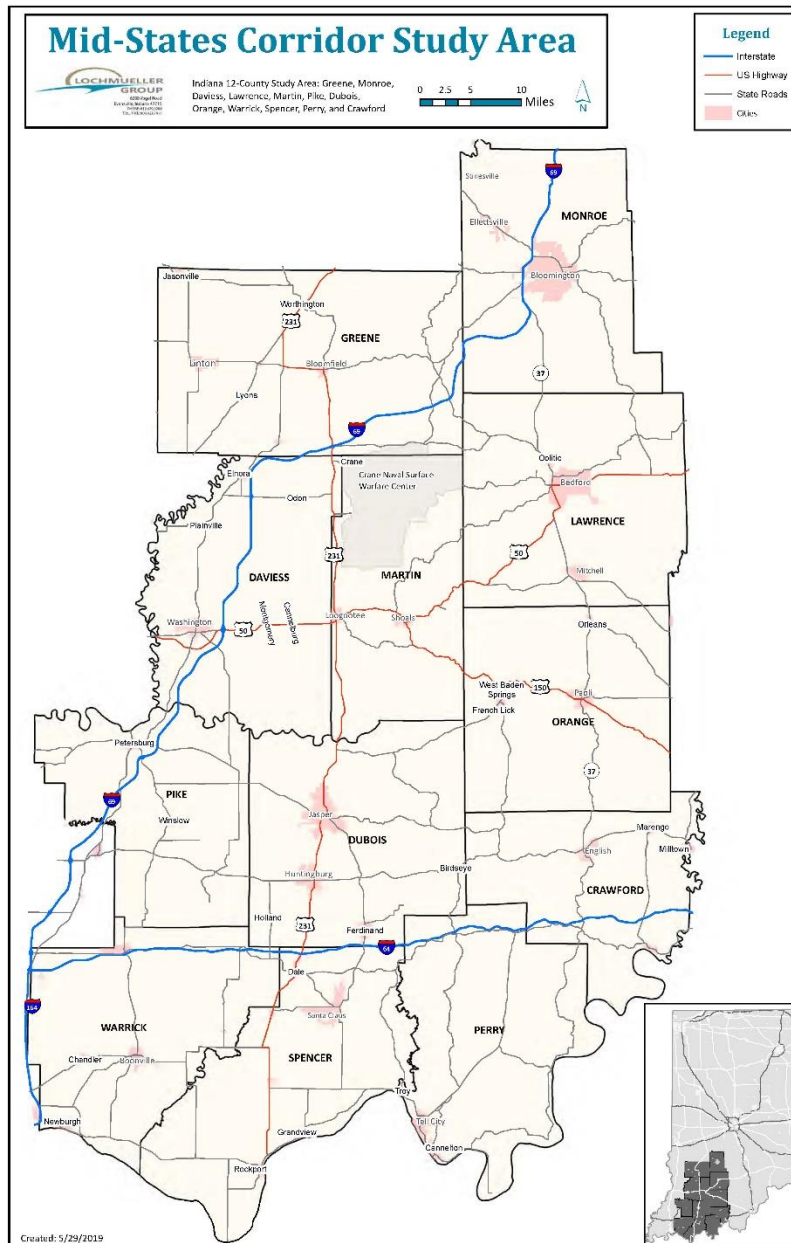 Mid-States Corridor Study Area
LOCHMUELLER
GROUP
Indiana 12-County Study Area: Greene, Monroe,
Daviess, Lawrence, Martin, Pike, Dubois,
Orange, Warrick, Spencer, Perry, and Crawford
0 2.5 5 10
Miles
N
Legend
Interstate
US Highway
State Roads
Cities
Stinesville
69
MONROE
Ellettsville
Bloomington
Jasonville
Worthington
231
GREENE
Linton
Bloomfield
37
Lyons
69
Oolitic
Crane
Elnora
Crane Naval Surface
Warfare Center
Bedford
Odon
LAWRENCE
Plainville
231
50
DAVIESS
MARTIN
Mitchell
Washington
50
Montgomery
Cannelburg
Loogootee
Shoals
Orleans
West Baden
Springs
150
French Lick
Paoli
ORANGE
Petersburg
37
PIKE
69
Winslow
Jasper
DUBOIS
Marengo
English
Milltown
Huntingburg
Birdseye
CRAWFORD
Holland
231
Ferdinand
64
Dale
164
Santa Claus
WARRICK
PERRY
Chandler
Boonville
SPENCER
Troy
Newburgh
Tell City
Grandview
Cannelton
Rockport
Created: 5/29/2019